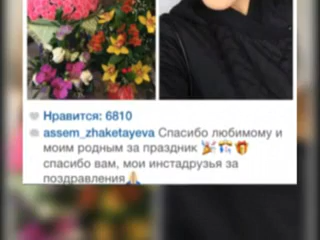 Нравится: 6810
assem_zhaketayeva Спасибо любимому и
моим родным за праздник 🎉👯🎁
спасибо вам, мои инстадрузья за
поздравления🙏